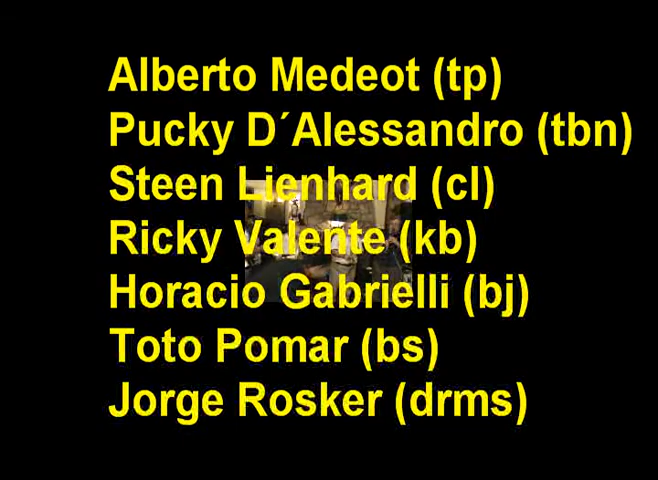 Alberto Medeot (tp)
Pucky D´Alessandro (tbn)
Steen Lienhard (cl)
Ricky Valente (kb)
Horacio Gabrielli (bj)
Toto Pomar (bs)
Jorge Rosker (drms)